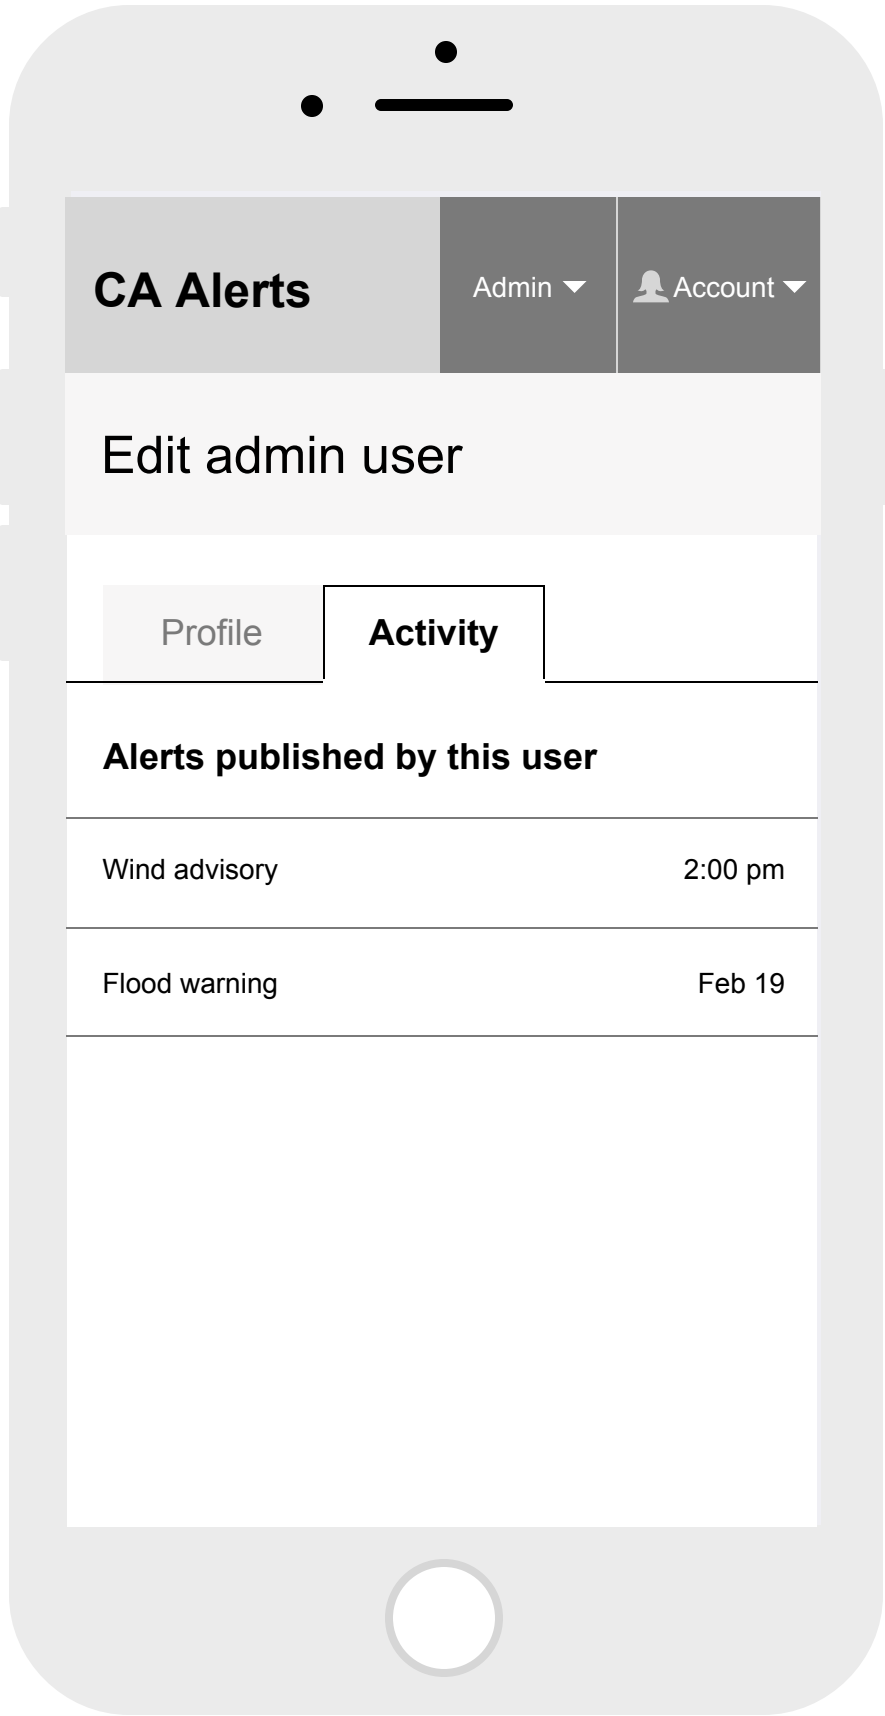 CA Alerts
Admin
Account
Edit admin user
Profile
Activity
Alerts published by this user
Wind advisory 2:00 pm
Flood warning Feb 19